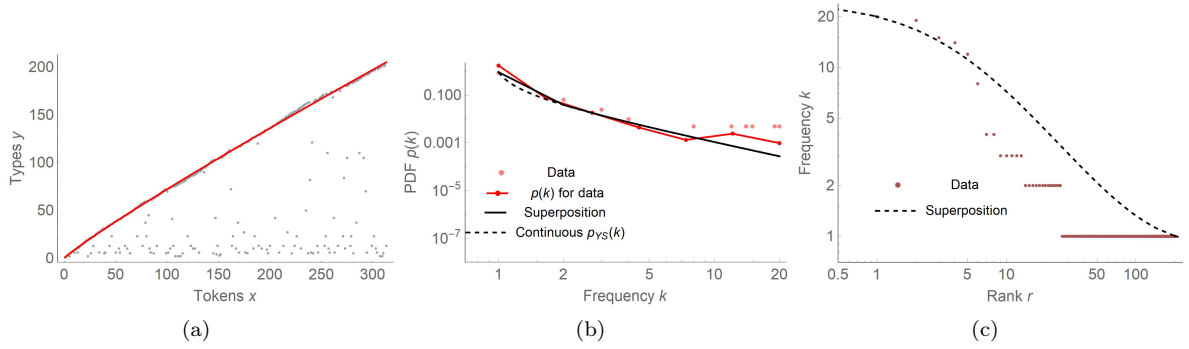 200
150
100
50
0
Types y
0 50 100 150 200 250 300
Tokens x
(a)
0.100
0.001
10⁻⁵
10⁻⁷
PDF p(k)
Data
p(k) for data
Superposition
Continuous p_YS(k)
1 2 5 10 20
Frequency k
(b)
20
10
5
2
1
Frequency k
Data
Superposition
0.5 1 5 10 50 100
Rank r
(c)